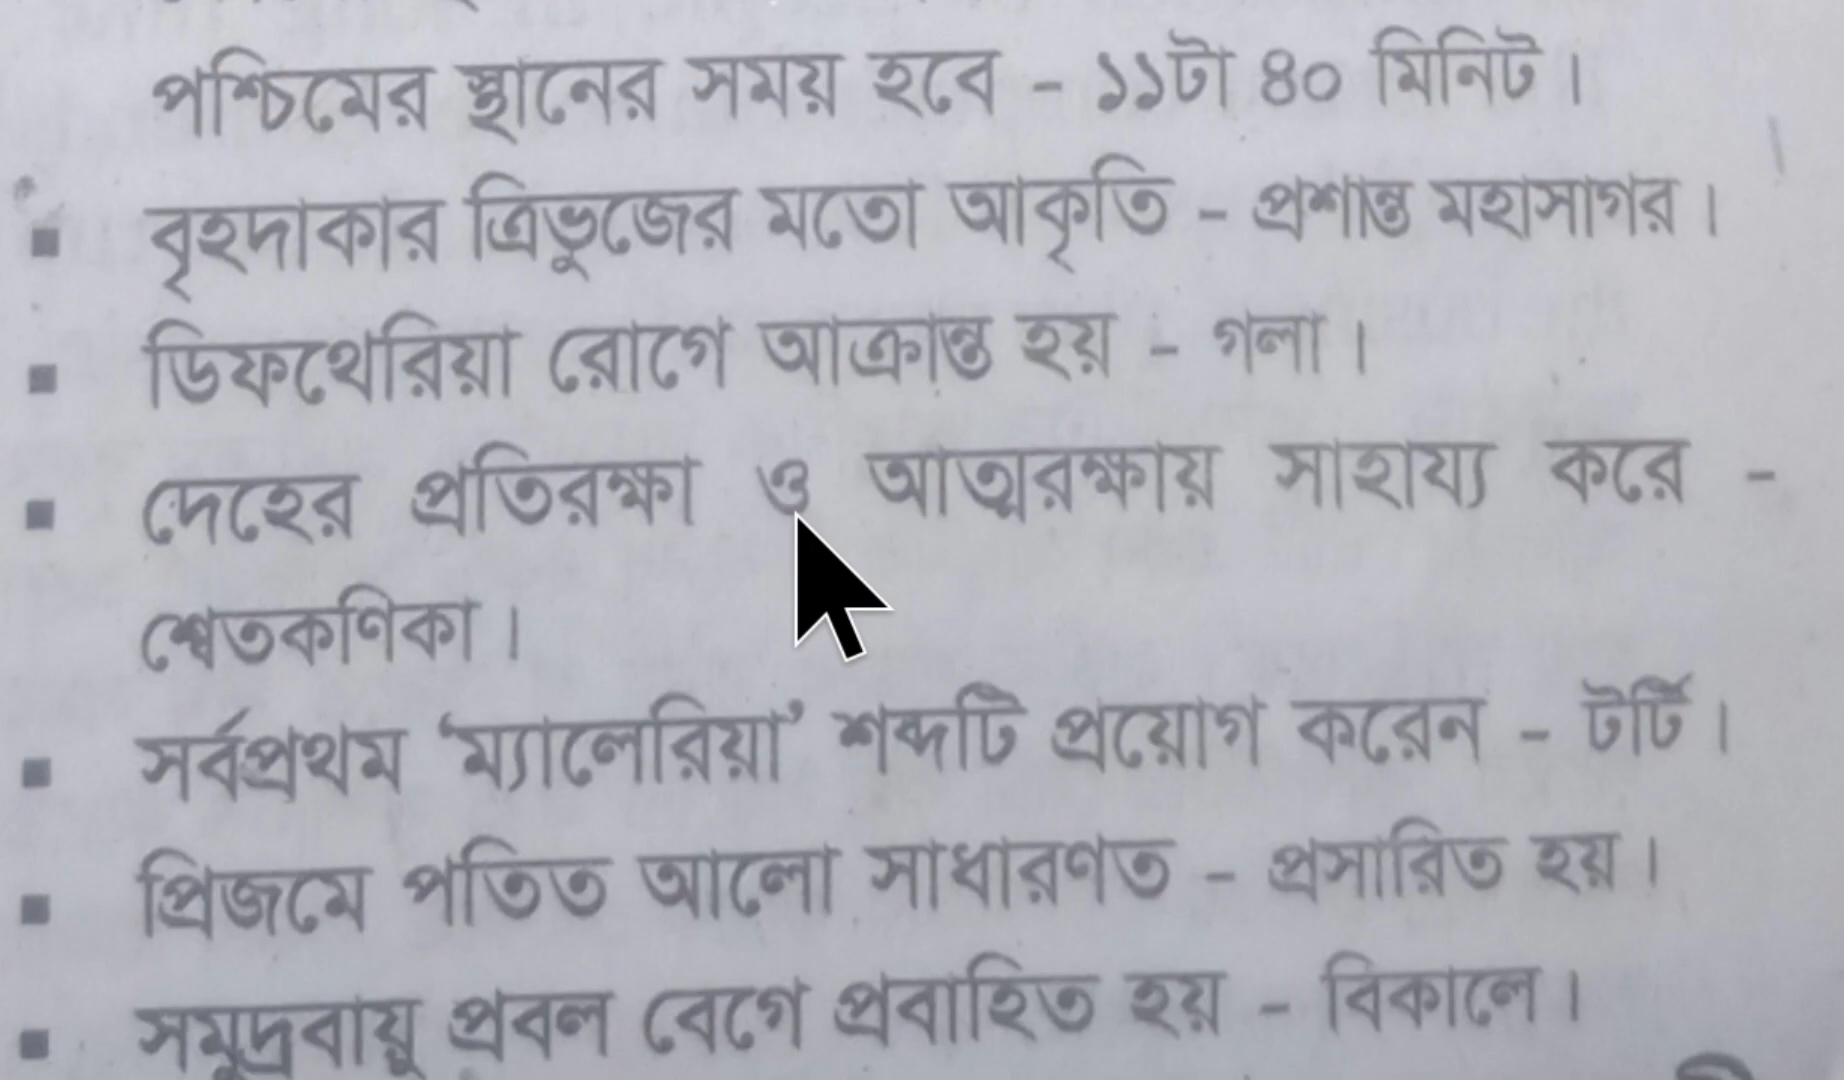 পশ্চিমের স্থানের সময় হবে - ১১টা ৪০ মিনিট।
▪ বৃহদাকার ত্রিভুজের মতো আকৃতি - প্রশান্ত মহাসাগর।
▪ ডিফথেরিয়া রোগে আক্রান্ত হয় - গলা।
▪ দেহের প্রতিরক্ষা ও আত্মরক্ষায় সাহায্য করে -
শ্বেতকণিকা।
▪ সর্বপ্রথম ‘ম্যালেরিয়া’ শব্দটি প্রয়োগ করেন - টর্টি।
▪ প্রিজমে পতিত আলো সাধারণত - প্রসারিত হয়।
▪ সমুদ্রবায়ু প্রবল বেগে প্রবাহিত হয় - বিকালে।